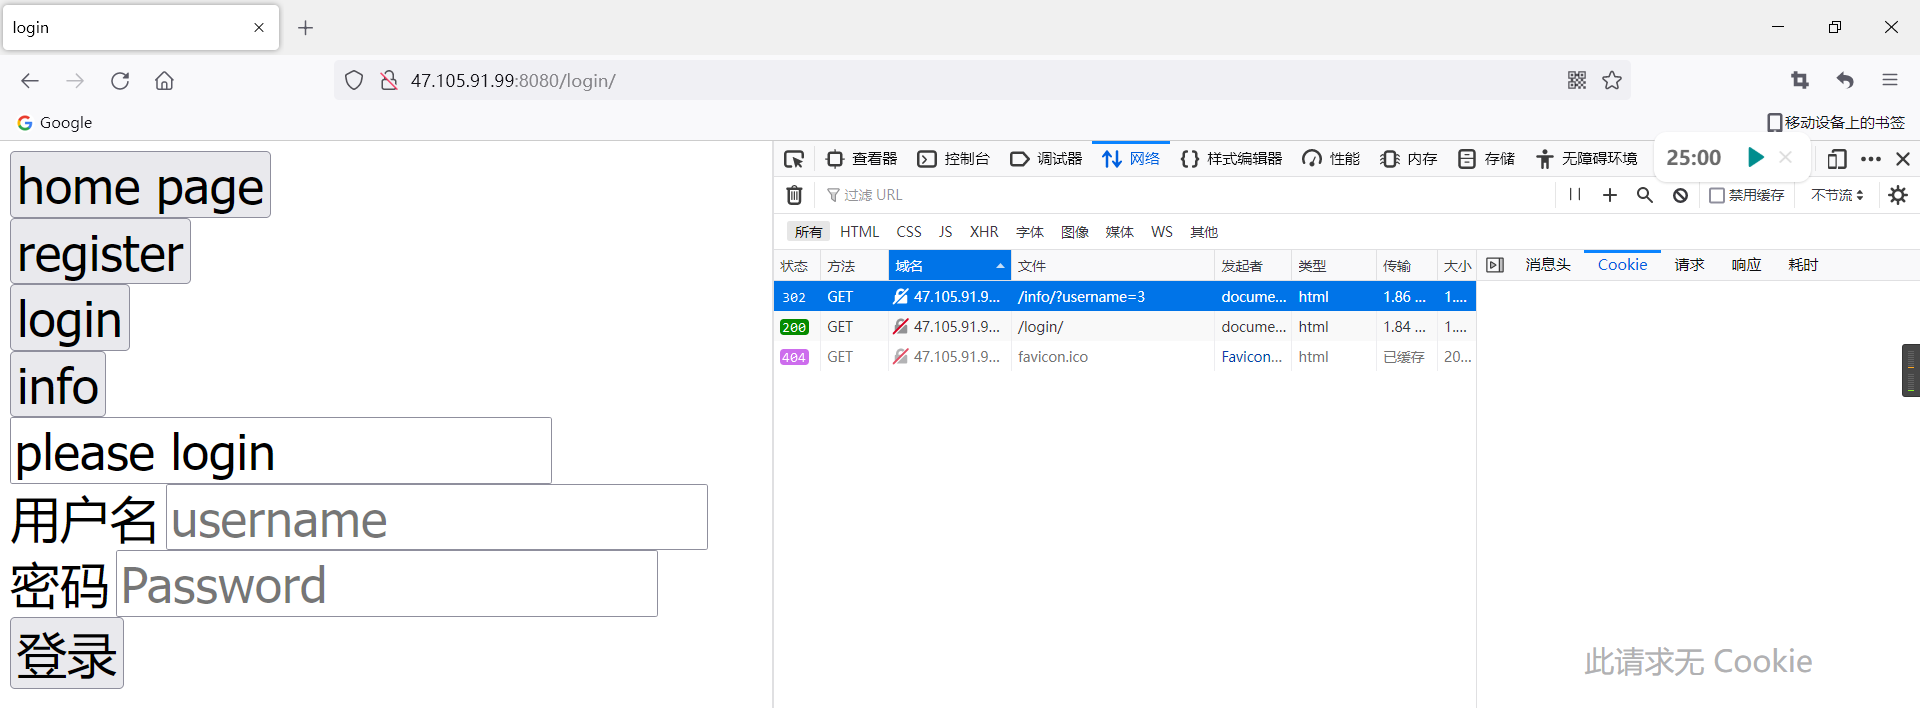 login
47.105.91.99:8080/login/
Google
移动设备上的书签
home page
register
login
info
please login
用户名 username
密码 Password
登录
查看器 控制台 调试器 网络 样式编辑器 性能 内存 存储 无障碍环境
25:00
过滤 URL
禁用缓存 不节流
所有 HTML CSS JS XHR 字体 图像 媒体 WS 其他
状态 方法 域名 文件 发起者 类型 传输 大小
302 GET 47.105.91.9... /info/?username=3 docume... html 1.86 ... 1....
200 GET 47.105.91.9... /login/ docume... html 1.84 ... 1....
404 GET 47.105.91.9... favicon.ico Favicon... html 已缓存 20...
消息头 Cookie 请求 响应 耗时
此请求无 Cookie